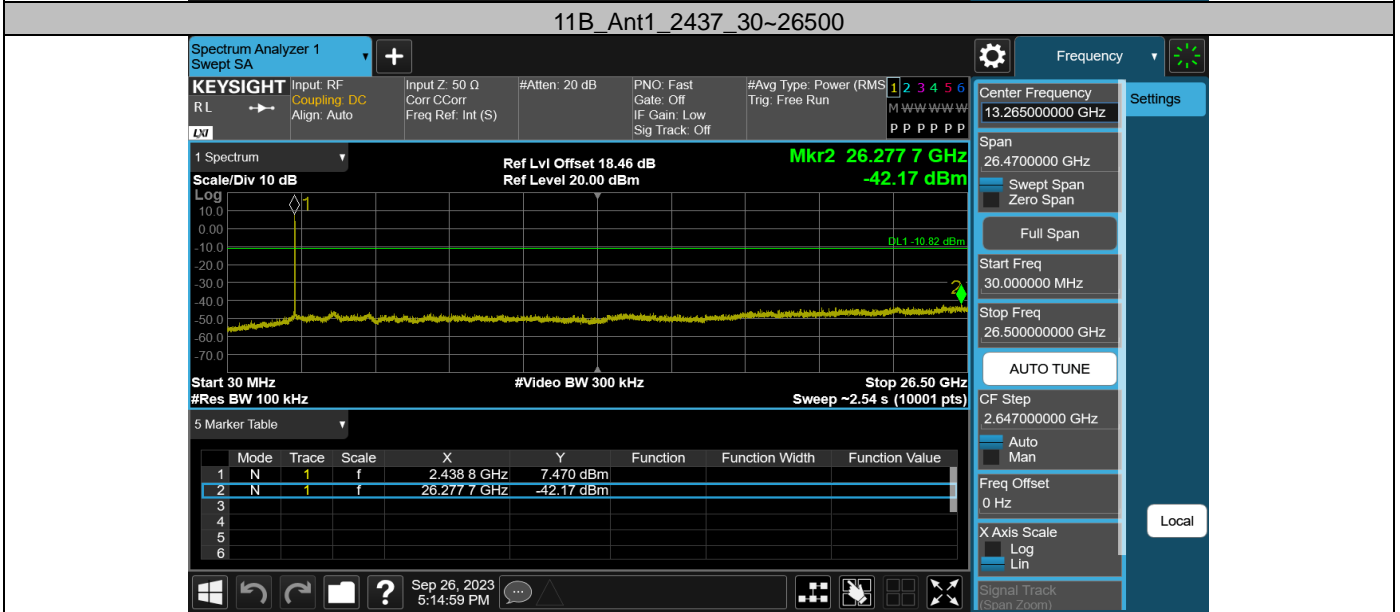 11B_Ant1_2437_30~26500
Spectrum Analyzer 1
Swept SA
+
Frequency
KEYSIGHT
R L
LXI
Input: RF
Coupling: DC
Align: Auto
Input Z: 50 Ω
Corr CCorr
Freq Ref: Int (S)
#Atten: 20 dB
PNO: Fast
Gate: Off
IF Gain: Low
Sig Track: Off
#Avg Type: Power (RMS
Trig: Free Run
1 2 3 4 5 6
M W W W W W
P P P P P P
1 Spectrum
Scale/Div 10 dB
Ref Lvl Offset 18.46 dB
Ref Level 20.00 dBm
Mkr2 26.277 7 GHz
-42.17 dBm
Log
10.0
0.00
-10.0
-20.0
-30.0
-40.0
-50.0
-60.0
-70.0
1
DL1 -10.82 dBm
2
Start 30 MHz
#Res BW 100 kHz
#Video BW 300 kHz
Stop 26.50 GHz
Sweep ~2.54 s (10001 pts)
5 Marker Table
Mode Trace Scale X Y Function Function Width Function Value
1 N 1 f 2.438 8 GHz 7.470 dBm
2 N 1 f 26.277 7 GHz -42.17 dBm
3
4
5
6
Center Frequency
13.265000000 GHz
Settings
Span
26.4700000 GHz
Swept Span
Zero Span
Full Span
Start Freq
30.000000 MHz
Stop Freq
26.500000000 GHz
AUTO TUNE
CF Step
2.647000000 GHz
Auto
Man
Freq Offset
0 Hz
X Axis Scale
Log
Lin
Signal Track
(Span Zoom)
Local
?
Sep 26, 2023
5:14:59 PM